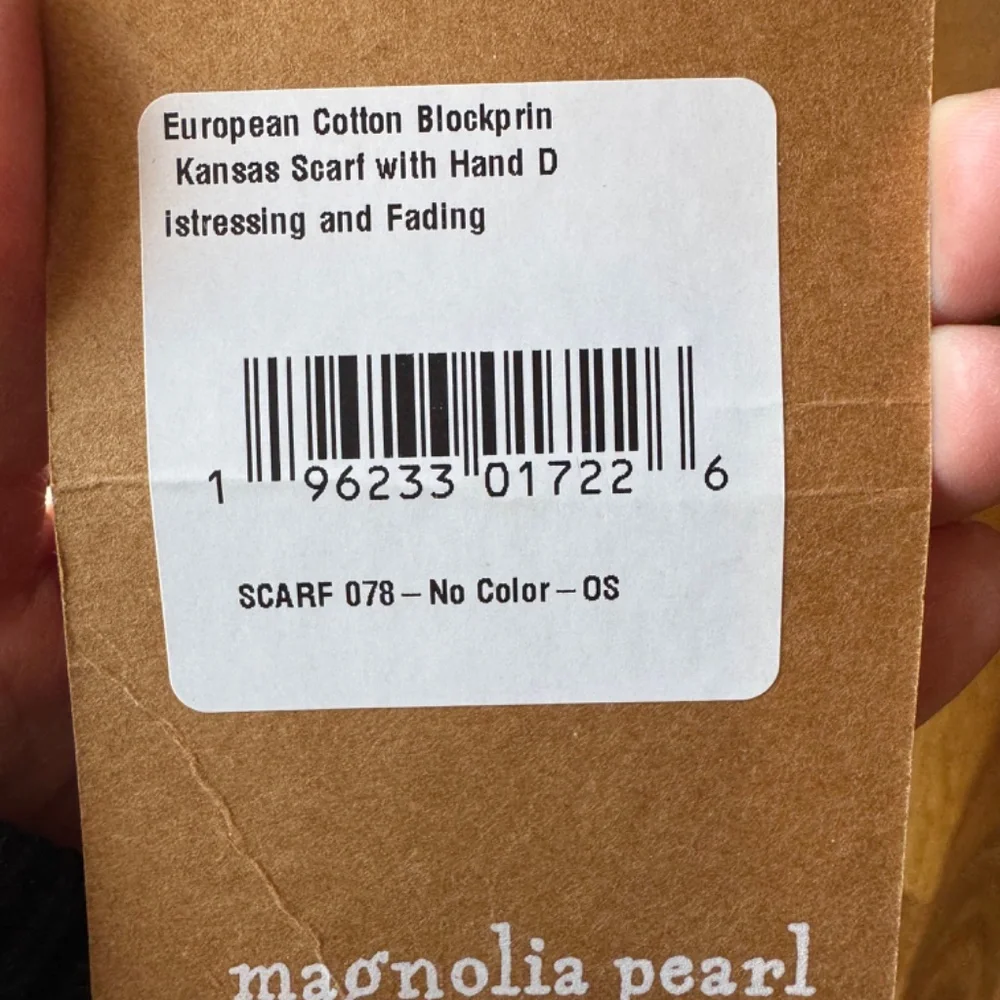 European Cotton Blockprin
Kansas Scarf with Hand D
istressing and Fading
1 96233 01722 6
SCARF 078 – No Color – OS
magnolia pearl